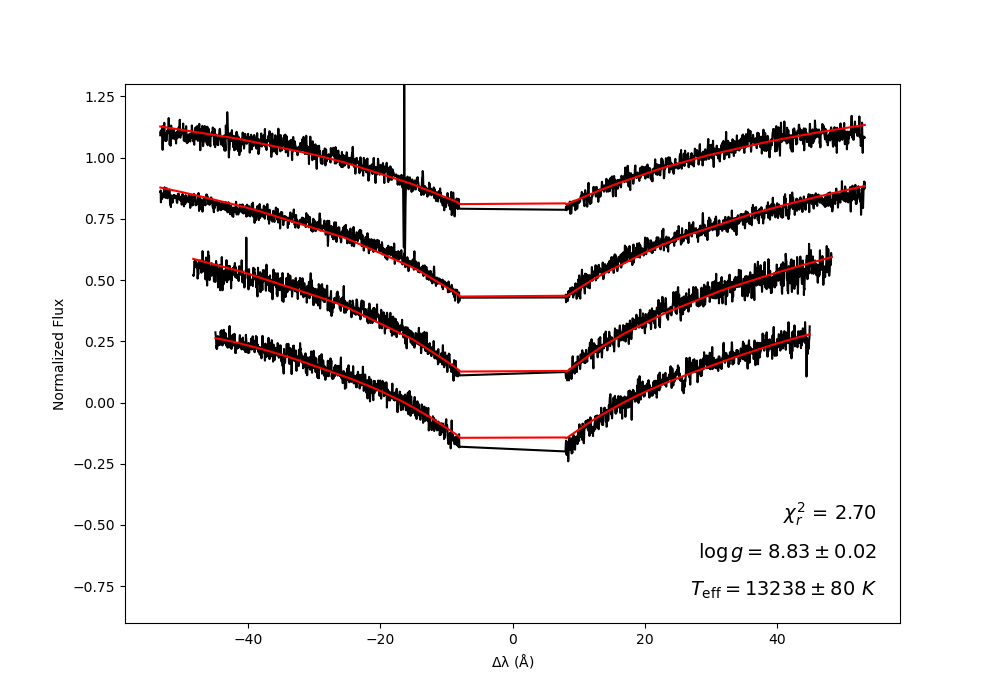 1.25
1.00
0.75
0.50
0.25
0.00
−0.25
−0.50
−0.75
Normalized Flux
χ²ᵣ = 2.70
log g = 8.83 ± 0.02
T_eff = 13238 ± 80 K
−40 −20 0 20 40
Δλ (Å)